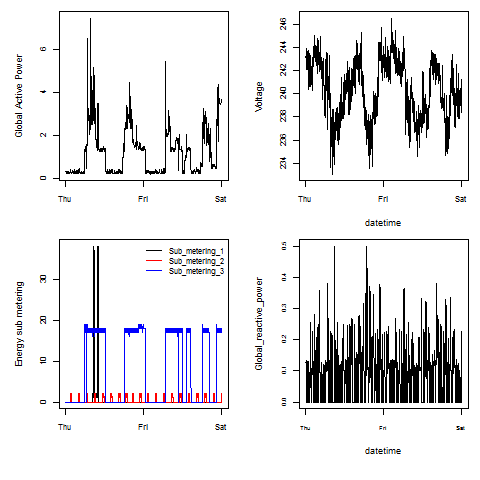 Global Active Power
6
4
2
0
Thu
Fri
Sat
Voltage
246
244
242
240
238
236
234
Thu
Fri
Sat
datetime
Energy sub metering
30
20
10
0
Sub_metering_1
Sub_metering_2
Sub_metering_3
Thu
Fri
Sat
Global_reactive_power
0.5
0.4
0.3
0.2
0.1
0.0
Thu
Fri
Sat
datetime